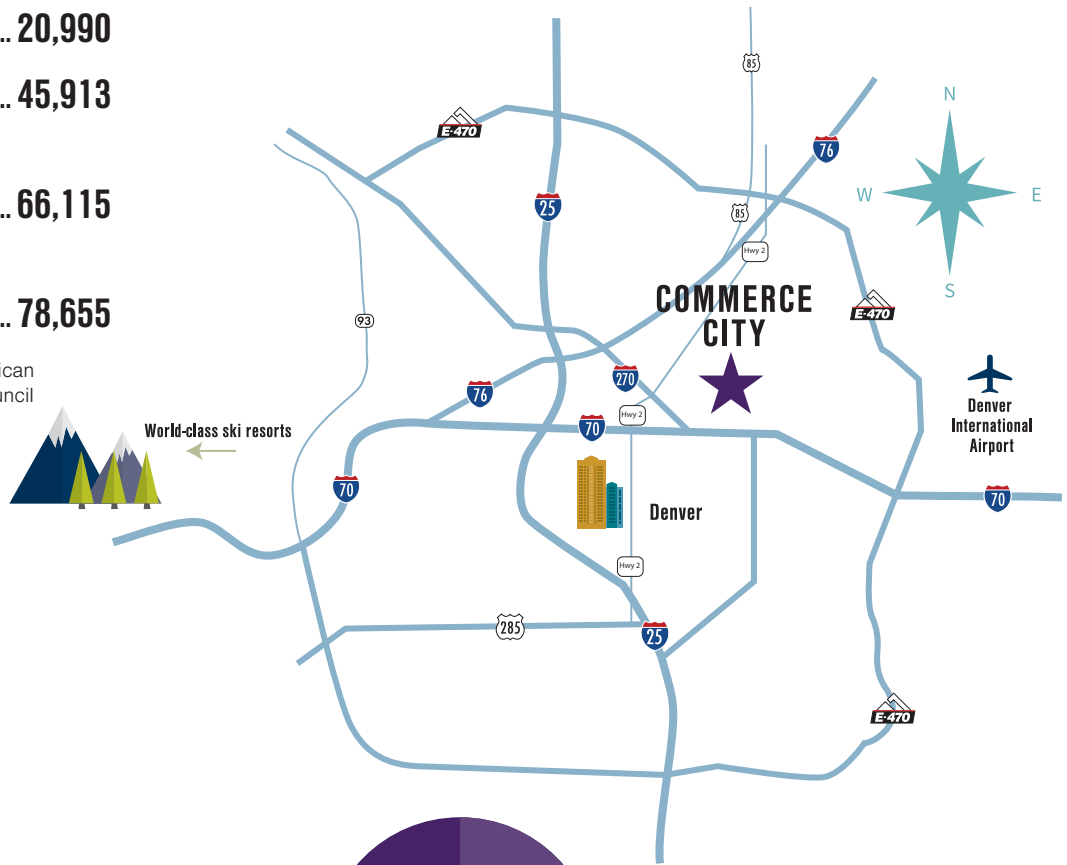 .. 20,990
.. 45,913
.. 66,115
.. 78,655
ican
uncil
World-class ski resorts
E-470
25
85
76
85
Hwy 2
N
W
E
S
COMMERCE
CITY
E-470
93
76
270
Hwy 2
70
Denver
International
Airport
70
70
Denver
Hwy 2
285
25
E-470